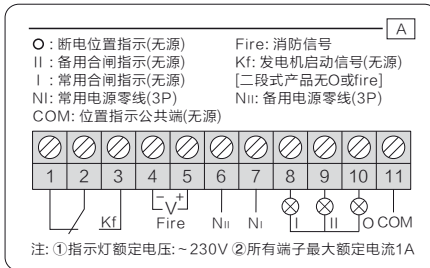 A
O : 断电位置指示(无源) Fire: 消防信号
II : 备用合闸指示(无源) Kf: 发电机启动信号(无源)
I : 常用合闸指示(无源) [二段式产品无O或fire]
NI: 常用电源零线(3P) NII: 备用电源零线(3P)
COM: 位置指示公共端(无源)
1 2 3 4 5 6 7 8 9 10 11
Kf − V + Fire NII NI I II O COM
注: ①指示灯额定电压:~230V ②所有端子最大额定电流1A